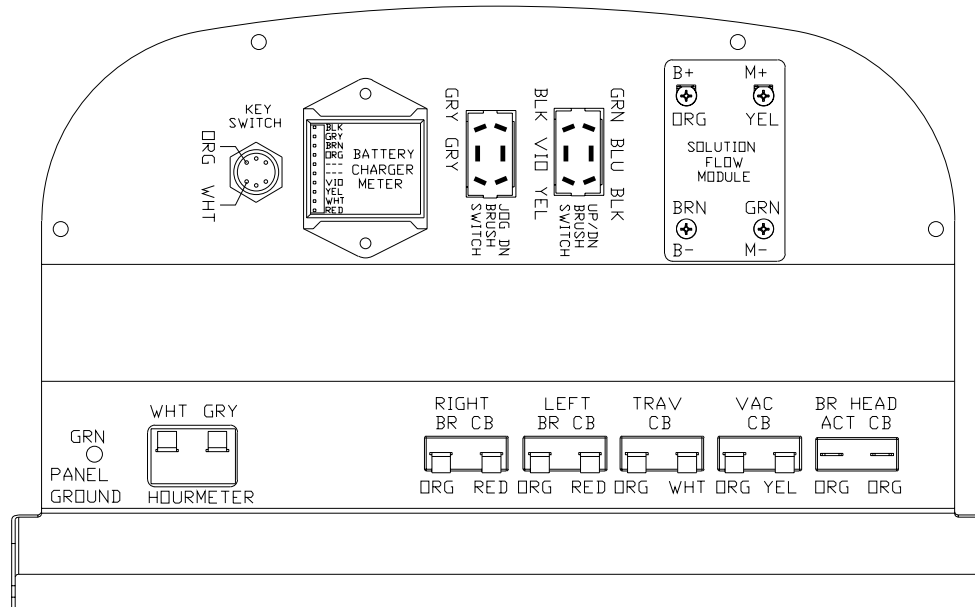 KEY
SWITCH
ORG
WHT
BLK
GRY
BRN
ORG
---
---
VIO
YEL
WHT
RED
BATTERY
CHARGER
METER
GRY GRY
JOG DN
BRUSH
SWITCH
BLK VIO YEL
GRN BLU BLK
UP/DN
BRUSH
SWITCH
B+ M+
ORG YEL
SOLUTION
FLOW
MODULE
BRN GRN
B- M-
WHT GRY
HOURMETER
GRN
PANEL
GROUND
RIGHT
BR CB
ORG RED
LEFT
BR CB
ORG RED
TRAV
CB
ORG WHT
VAC
CB
ORG YEL
BR HEAD
ACT CB
ORG ORG